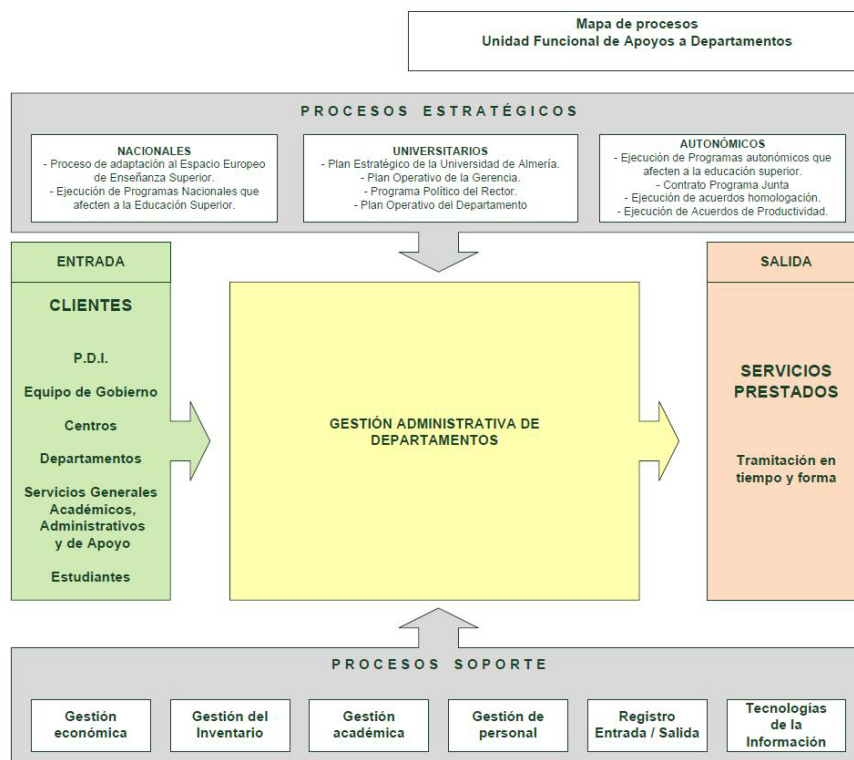 Mapa de procesos
Unidad Funcional de Apoyos a Departamentos
PROCESOS ESTRATÉGICOS
NACIONALES
- Proceso de adaptación al Espacio Europeo
de Enseñanza Superior.
- Ejecución de Programas Nacionales que
afecten a la Educación Superior.
UNIVERSITARIOS
- Plan Estratégico de la Universidad de Almería.
- Plan Operativo de la Gerencia.
- Programa Político del Rector.
- Plan Operativo del Departamento
AUTONÓMICOS
- Ejecución de Programas autonómicos que
afecten a la educación superior.
- Contrato Programa Junta
- Ejecución de acuerdos homologación.
- Ejecución de Acuerdos de Productividad.
ENTRADA
CLIENTES
P.D.I.
Equipo de Gobierno
Centros
Departamentos
Servicios Generales
Académicos,
Administrativos
y de Apoyo
Estudiantes
GESTIÓN ADMINISTRATIVA DE
DEPARTAMENTOS
SALIDA
SERVICIOS
PRESTADOS
Tramitación en
tiempo y forma
PROCESOS SOPORTE
Gestión
económica
Gestión del
Inventario
Gestión
académica
Gestión de
personal
Registro
Entrada / Salida
Tecnologías
de la
Información